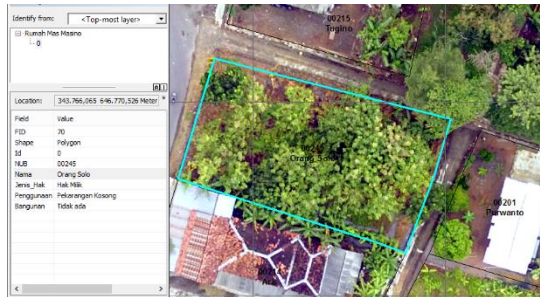 Identify from:
<Top-most layer>
Rumah Mas Masino
0
Location:
343.766,065 646.770,526 Meter
Field Value
FID 70
Shape Polygon
Id 0
NUB 00245
Nama Orang Solo
Jenis_Hak Hak Milik
Penggunaan Pekarangan Kosong
Bangunan Tidak ada
00215
Tugino
Orang Solo
00201
Purwanto